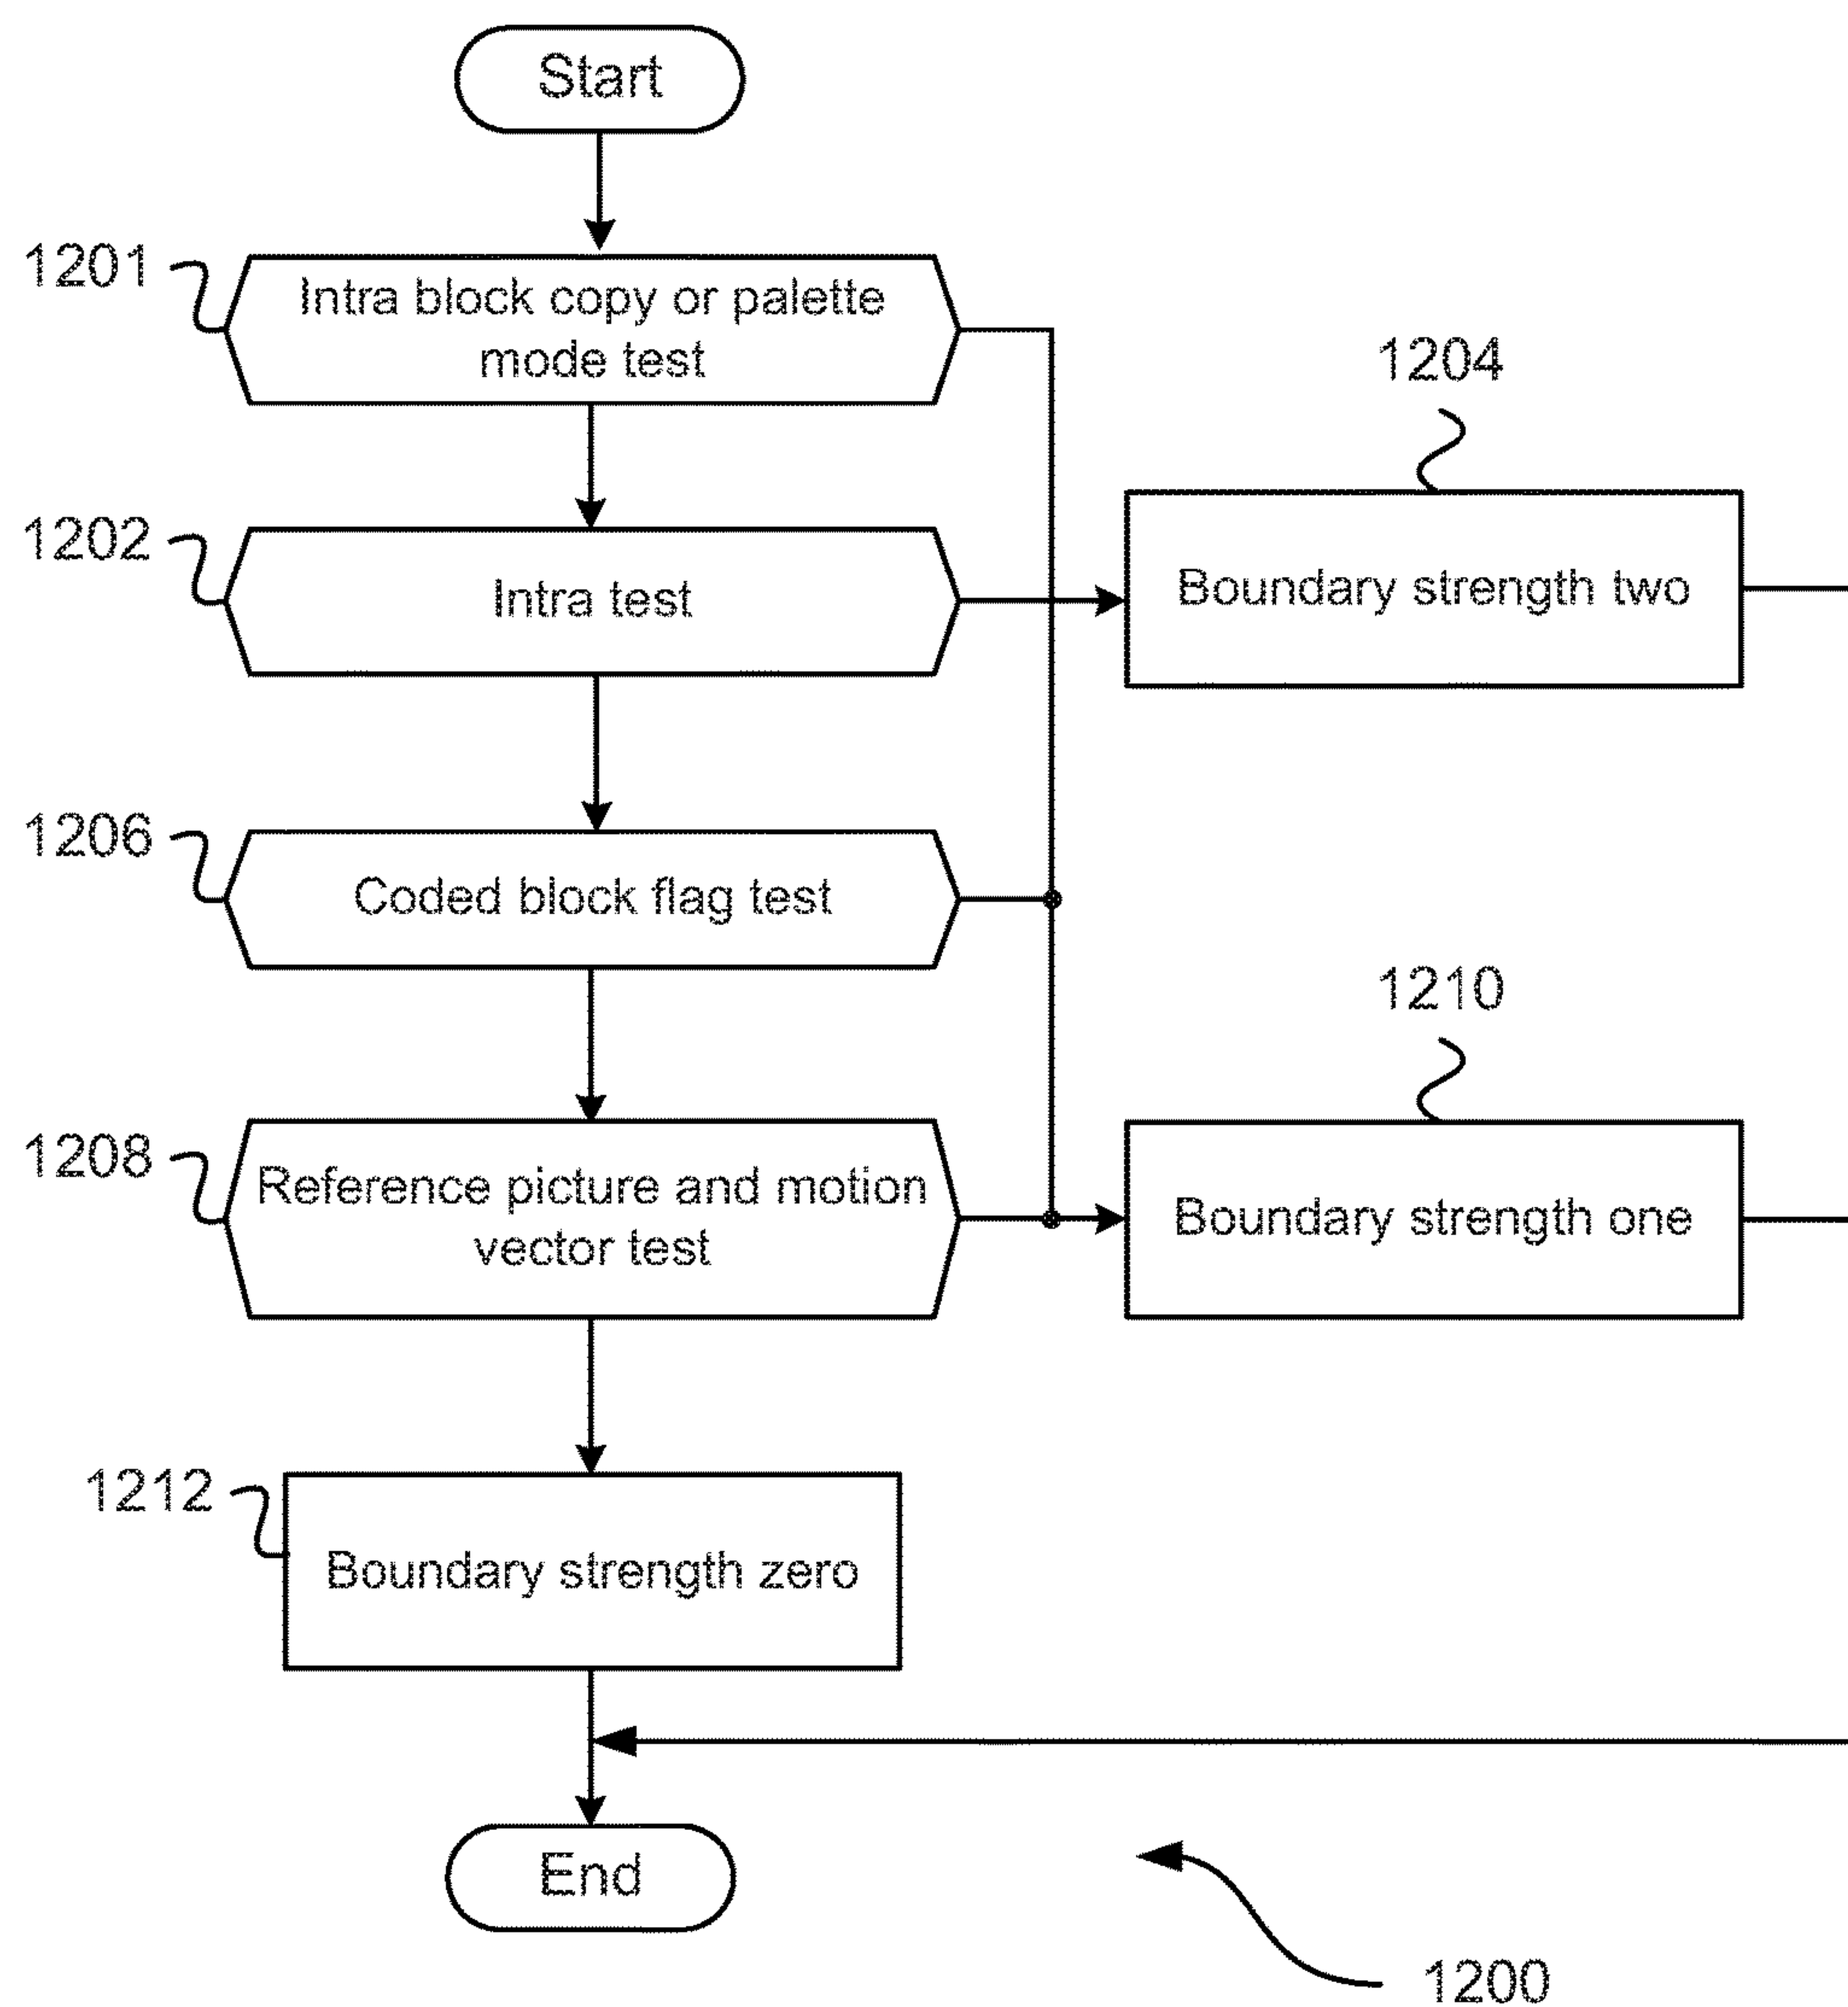 Start
1201
Intra block copy or palette
mode test
1204
1202
Intra test
Boundary strength two
1206
Coded block flag test
1210
1208
Reference picture and motion
vector test
Boundary strength one
1212
Boundary strength zero
End
1200